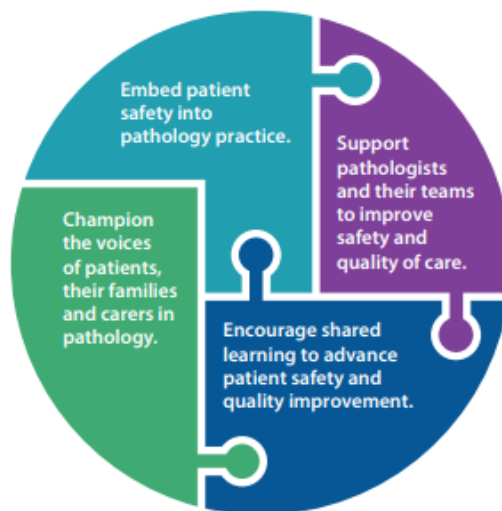 Embed patient
safety into
pathology practice.
Support
pathologists
and their teams
to improve
safety and
quality of care.
Champion
the voices
of patients,
their families
and carers in
pathology.
Encourage shared
learning to advance
patient safety and
quality improvement.